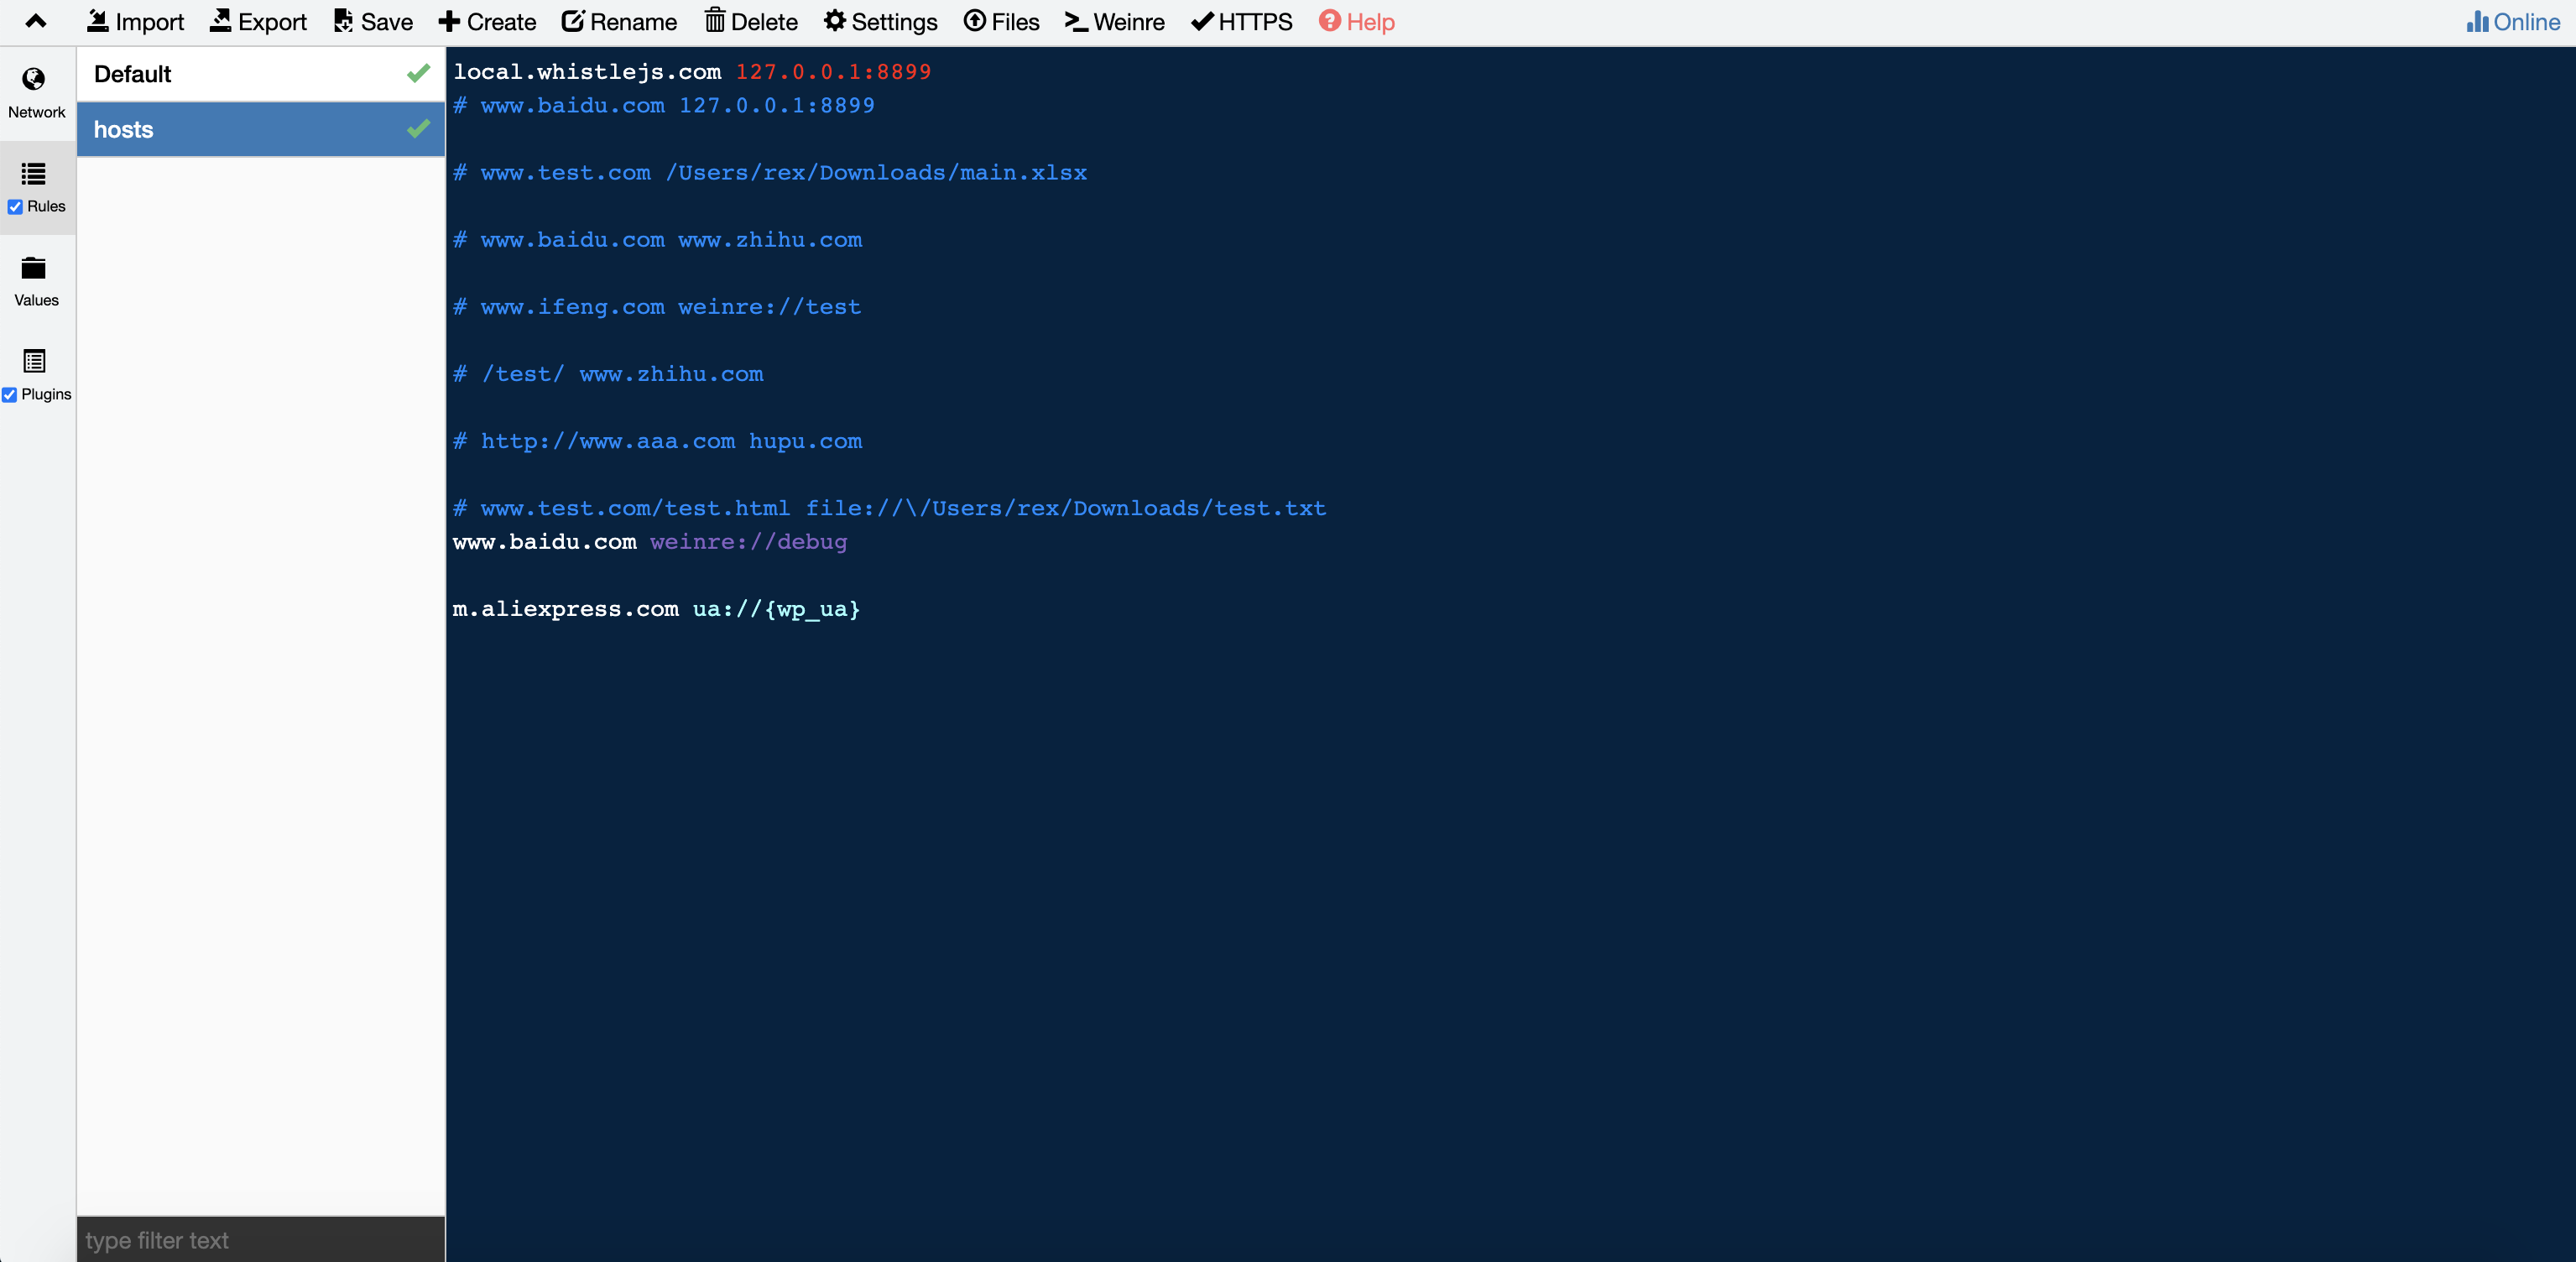 Import Export Save Create Rename Delete Settings Files Weinre HTTPS Help Online
Network
Rules
Values
Plugins
Default
hosts
type filter text
local.whistlejs.com 127.0.0.1:8899
# www.baidu.com 127.0.0.1:8899
# www.test.com /Users/rex/Downloads/main.xlsx
# www.baidu.com www.zhihu.com
# www.ifeng.com weinre://test
# /test/ www.zhihu.com
# http://www.aaa.com hupu.com
# www.test.com/test.html file://\/Users/rex/Downloads/test.txt
www.baidu.com weinre://debug
m.aliexpress.com ua://{wp_ua}